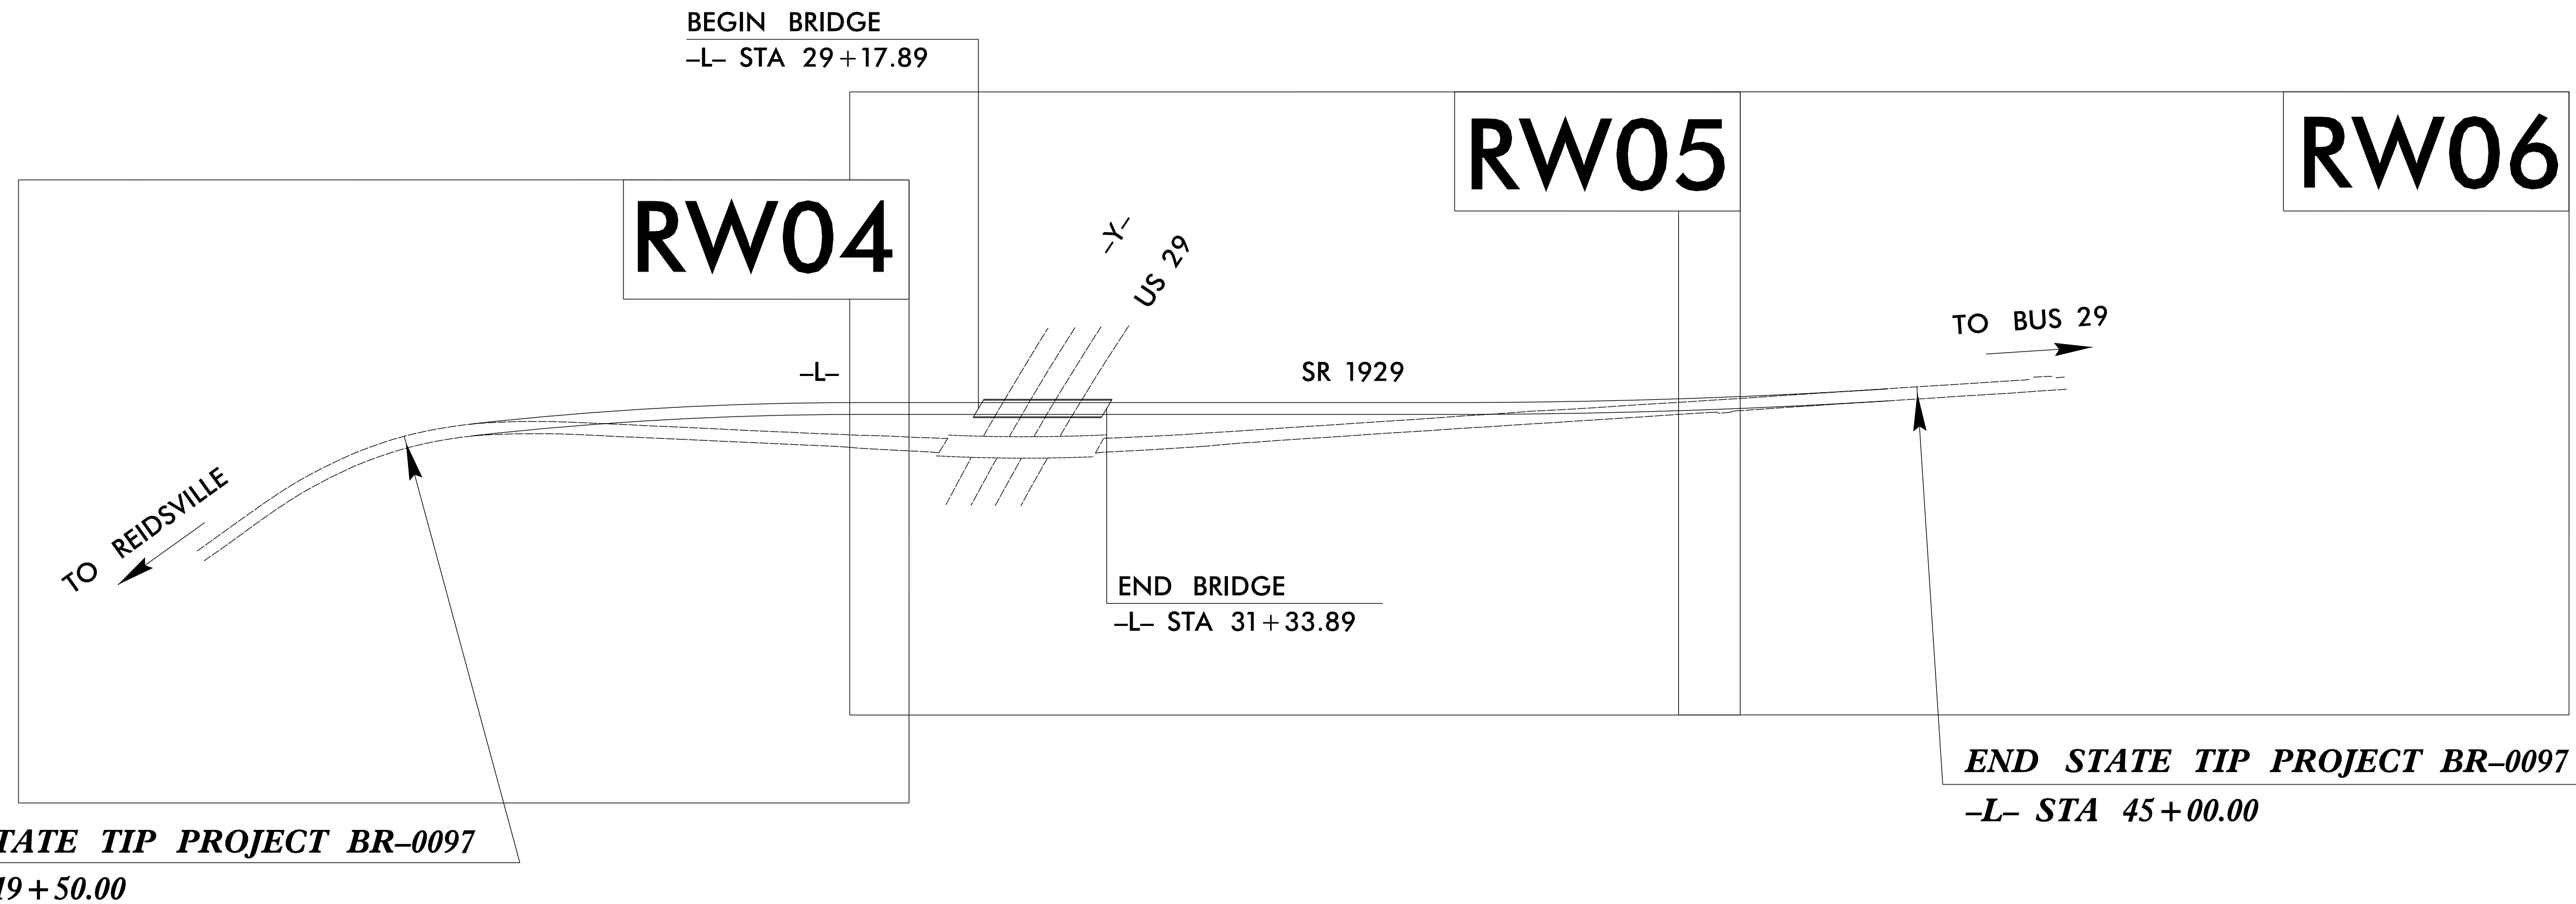 BEGIN BRIDGE
–L– STA 29+17.89
RW04
RW05
RW06
–Y–
US 29
–L–
SR 1929
TO BUS 29
TO REIDSVILLE
END BRIDGE
–L– STA 31+33.89
END STATE TIP PROJECT BR–0097
–L– STA 45+00.00
TATE TIP PROJECT BR–0097
19+50.00